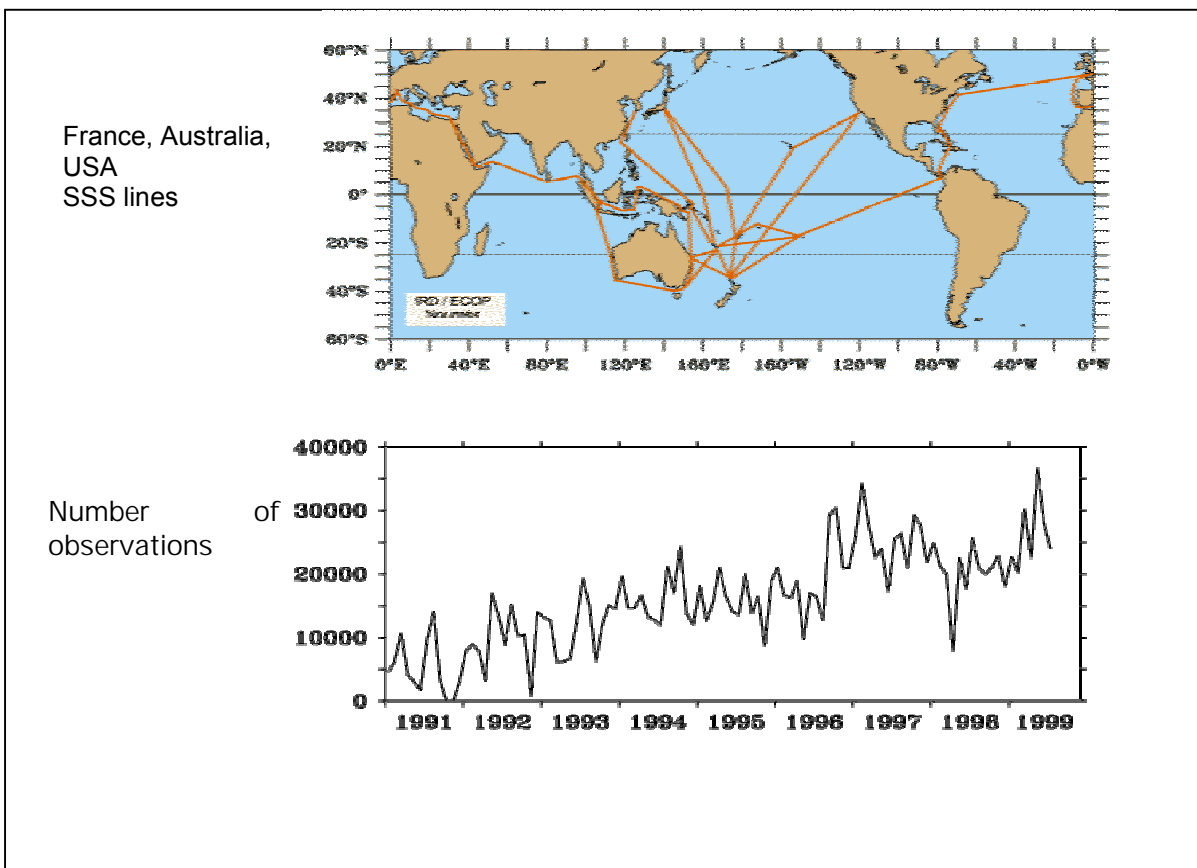 60°N
40°N
France, Australia,
USA
SSS lines
20°N
0°
20°S
40°S
60°S
0°E 40°E 80°E 120°E 160°E 160°W 120°W 80°W 40°W 0°W
Number of
observations
40000
30000
20000
10000
0
1991 1992 1993 1994 1995 1996 1997 1998 1999